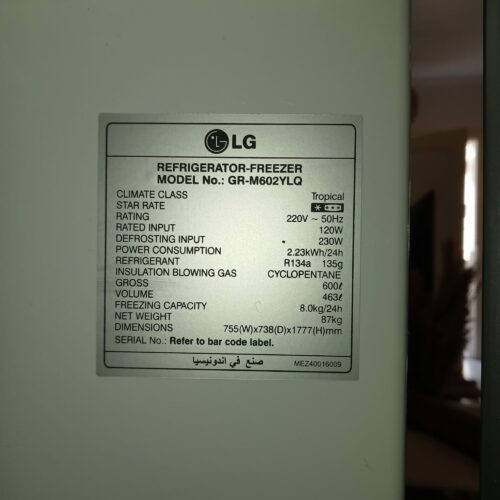 LG
REFRIGERATOR-FREEZER
MODEL No.: GR-M602YLQ
CLIMATE CLASS Tropical
STAR RATE
RATING 220V ~ 50Hz
RATED INPUT 120W
DEFROSTING INPUT 230W
POWER CONSUMPTION 2.23kWh/24h
REFRIGERANT R134a 135g
INSULATION BLOWING GAS CYCLOPENTANE
GROSS 600ℓ
VOLUME 463ℓ
FREEZING CAPACITY 8.0kg/24h
NET WEIGHT 87kg
DIMENSIONS 755(W)x738(D)x1777(H)mm
SERIAL No.: Refer to bar code label.
صنع في اندونيسيا MEZ40016009